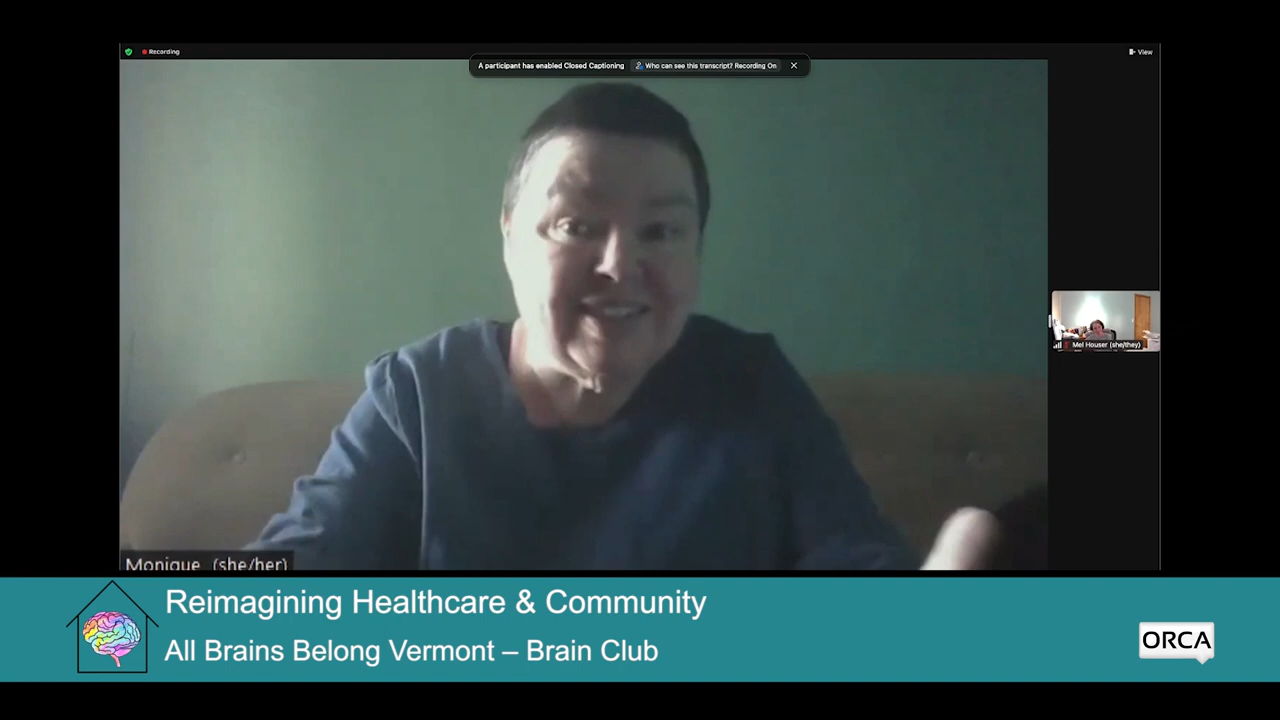 Recording
View
A participant has enabled Closed Captioning
Who can see this transcript? Recording On
Mel Houser (she/they)
Monique (she/her)
Reimagining Healthcare & Community
All Brains Belong Vermont – Brain Club
ORCA